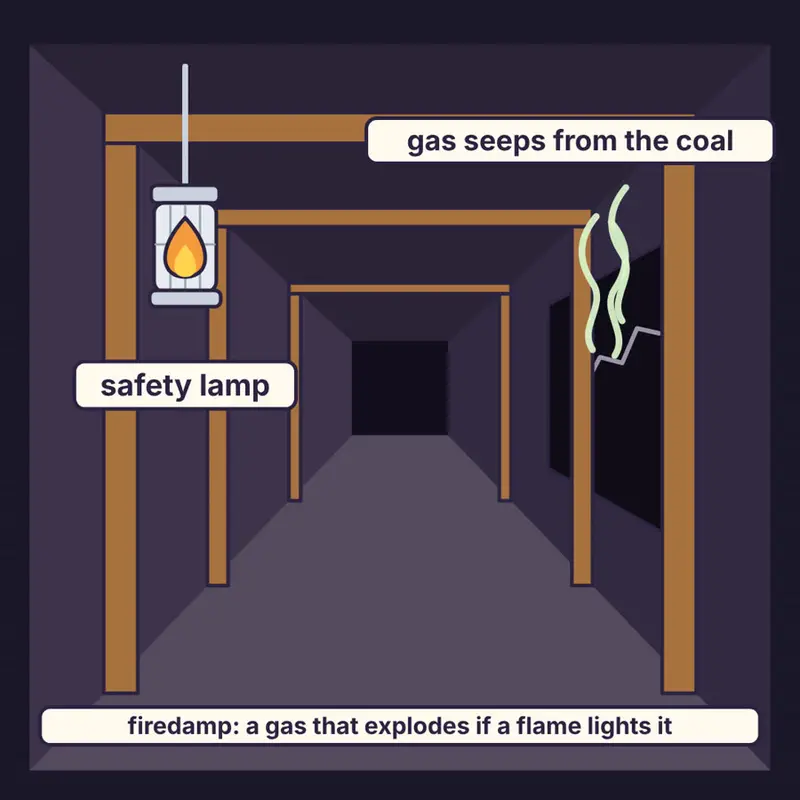 gas seeps from the coal
safety lamp
firedamp: a gas that explodes if a flame lights it